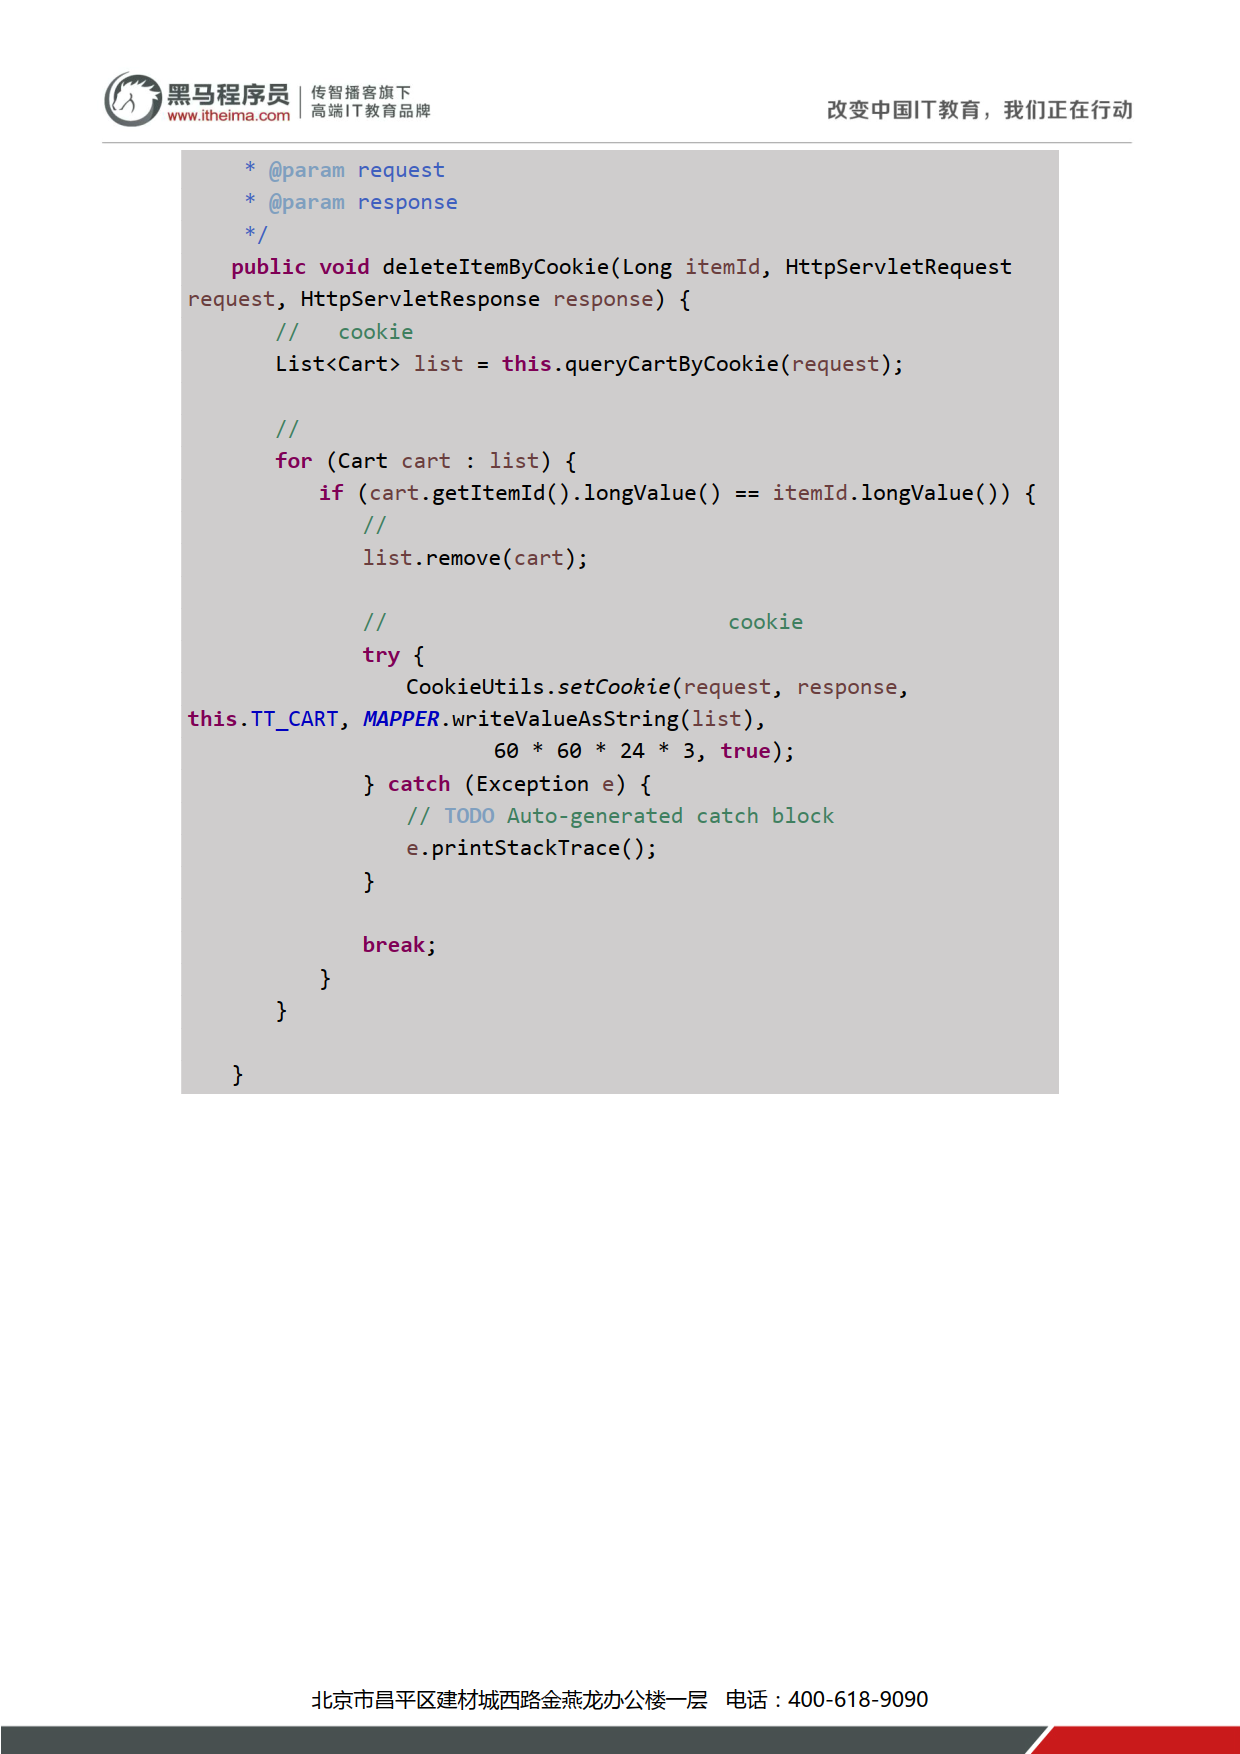 黑马程序员
www.itheima.com
传智播客旗下
高端IT教育品牌
改变中国IT教育，我们正在行动
* @param request
* @param response
*/
public void deleteItemByCookie(Long itemId, HttpServletRequest
request, HttpServletResponse response) {
// cookie
List<Cart> list = this.queryCartByCookie(request);
//
for (Cart cart : list) {
if (cart.getItemId().longValue() == itemId.longValue()) {
//
list.remove(cart);
// cookie
try {
CookieUtils.setCookie(request, response,
this.TT_CART, MAPPER.writeValueAsString(list),
60 * 60 * 24 * 3, true);
} catch (Exception e) {
// TODO Auto-generated catch block
e.printStackTrace();
}
break;
}
}
}
北京市昌平区建材城西路金燕龙办公楼一层 电话：400-618-9090